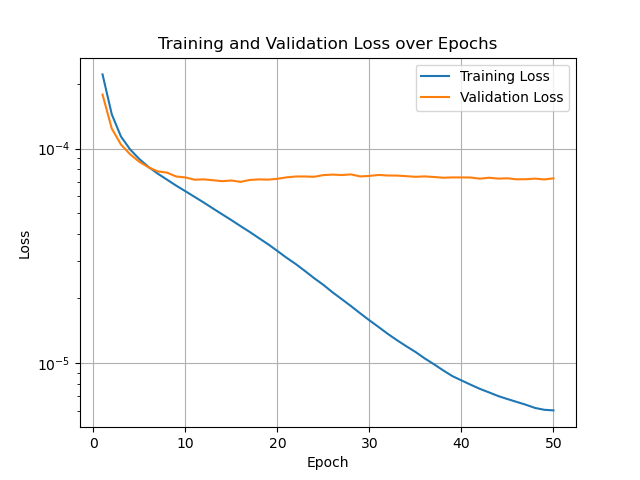 Training and Validation Loss over Epochs
Training Loss
Validation Loss
10⁻⁴
10⁻⁵
Loss
0 10 20 30 40 50
Epoch